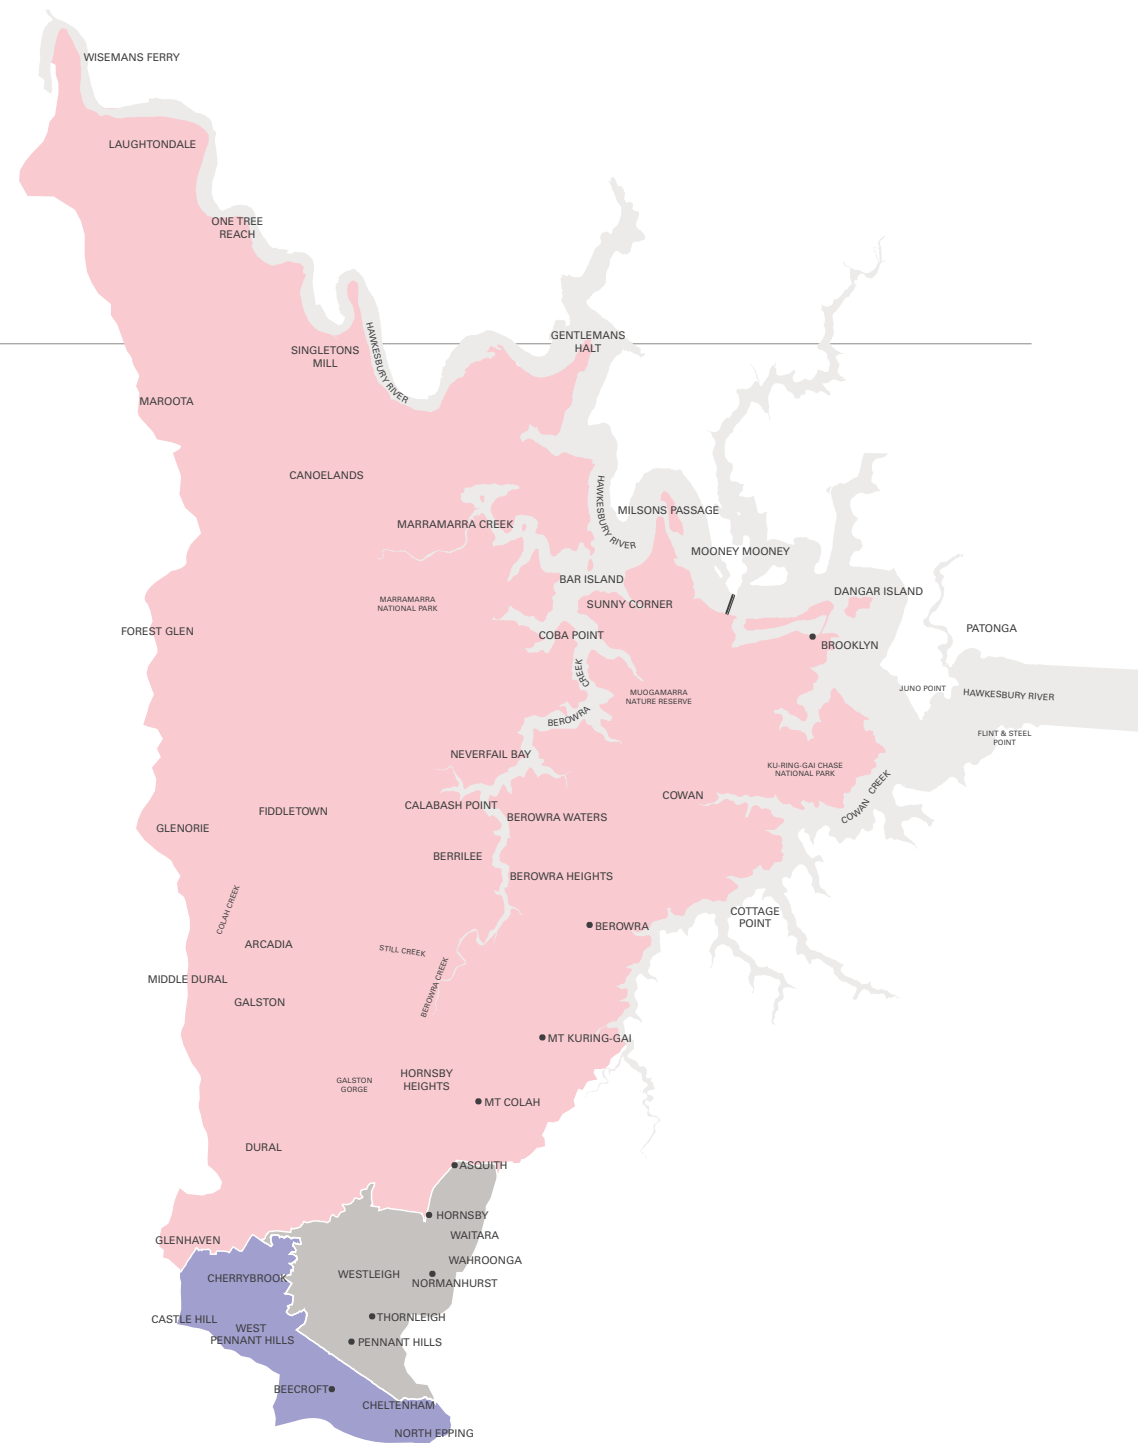 WISEMANS FERRY
LAUGHTONDALE
ONE TREE
REACH
GENTLEMANS
HALT
SINGLETONS
MILL
HAWKESBURY RIVER
MAROOTA
CANOELANDS
HAWKESBURY RIVER
MILSONS PASSAGE
MARRAMARRA CREEK
MOONEY MOONEY
BAR ISLAND
DANGAR ISLAND
MARRAMARRA
NATIONAL PARK
SUNNY CORNER
FOREST GLEN
COBA POINT
BROOKLYN
PATONGA
CREEK
BEROWRA
MUOGAMARRA
NATURE RESERVE
JUNO POINT
HAWKESBURY RIVER
FLINT & STEEL
POINT
NEVERFAIL BAY
KU-RING-GAI CHASE
NATIONAL PARK
COWAN
COWAN CREEK
CALABASH POINT
FIDDLETOWN
BEROWRA WATERS
GLENORIE
BERRILEE
BEROWRA HEIGHTS
COLAH CREEK
COTTAGE
POINT
BEROWRA
ARCADIA
STILL CREEK
MIDDLE DURAL
BEROWRA CREEK
GALSTON
MT KURING-GAI
HORNSBY
HEIGHTS
GALSTON
GORGE
MT COLAH
DURAL
ASQUITH
HORNSBY
WAITARA
GLENHAVEN
WAHROONGA
CHERRYBROOK
WESTLEIGH
NORMANHURST
CASTLE HILL
THORNLEIGH
WEST
PENNANT HILLS
PENNANT HILLS
BEECROFT
CHELTENHAM
NORTH EPPING